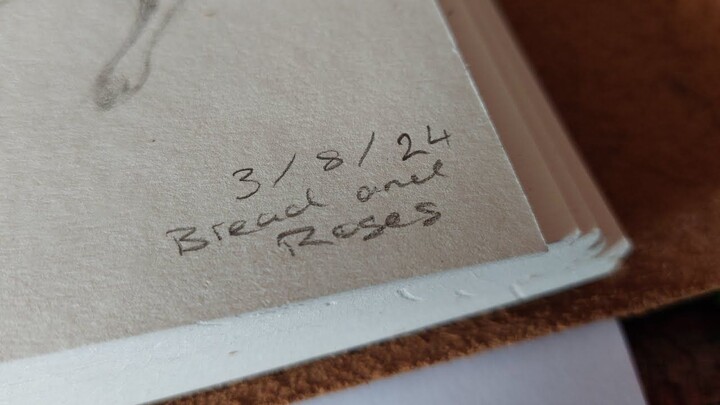 3/8/24
Bread and
Roses